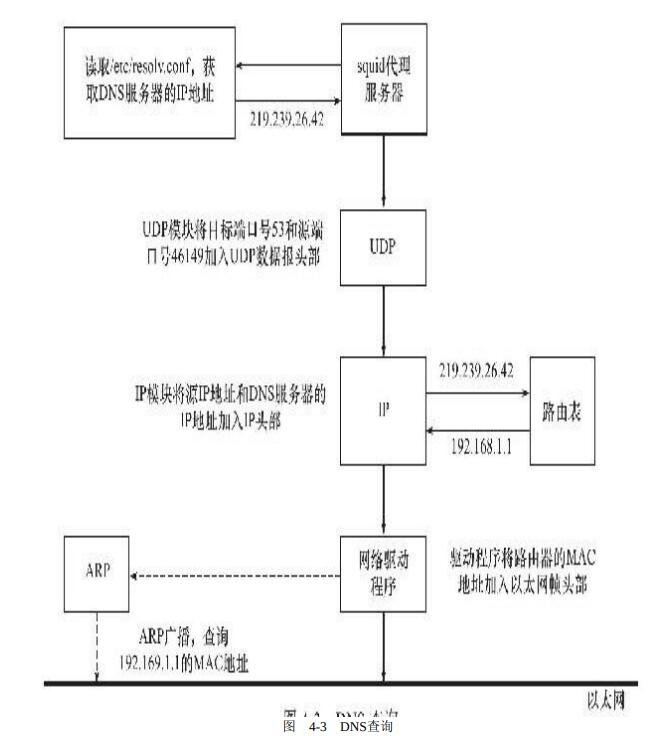 读取/etc/resolv.conf，获
取DNS服务器的IP地址
squid代理
服务器
219.239.26.42
UDP模块将目标端口号53和源端
口号46149加入UDP数据报头部
UDP
IP模块将源IP地址和DNS服务器的
IP地址加入IP头部
IP
219.239.26.42
192.168.1.1
路由表
ARP
网络驱动
程序
驱动程序将路由器的MAC
地址加入以太网帧头部
ARP广播，查询
192.169.1.1的MAC地址
以太网
图 4-3 DNS查询